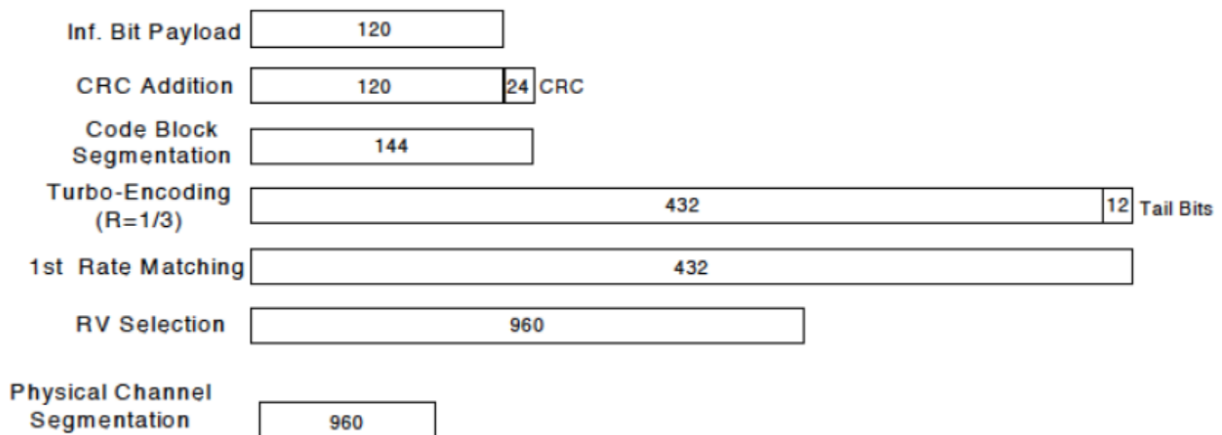 Inf. Bit Payload 120
CRC Addition 120 24 CRC
Code Block
Segmentation 144
Turbo-Encoding
(R=1/3) 432 12 Tail Bits
1st Rate Matching 432
RV Selection 960
Physical Channel
Segmentation 960